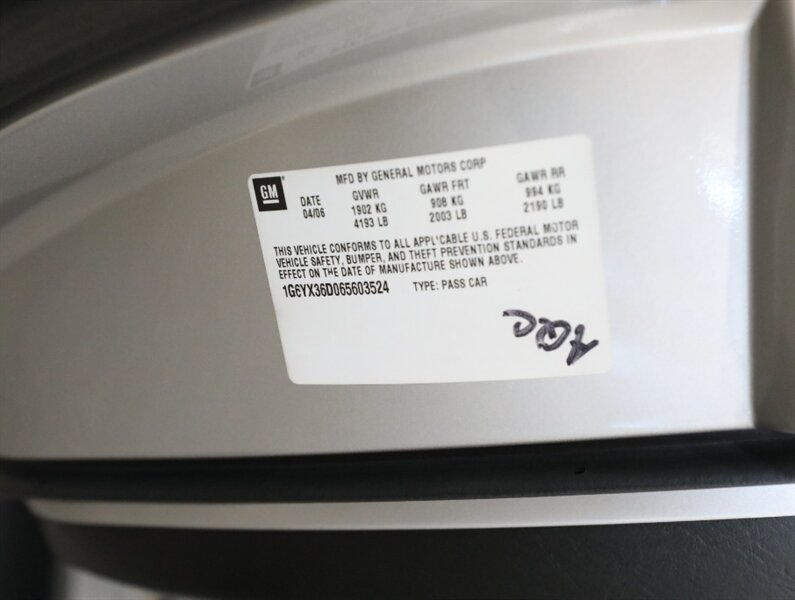 GM
MFD BY GENERAL MOTORS CORP
DATE GVWR GAWR FRT GAWR RR
04/06 1902 KG 908 KG 994 KG
4193 LB 2003 LB 2190 LB
THIS VEHICLE CONFORMS TO ALL APPLICABLE U.S. FEDERAL MOTOR
VEHICLE SAFETY, BUMPER, AND THEFT PREVENTION STANDARDS IN
EFFECT ON THE DATE OF MANUFACTURE SHOWN ABOVE.
1G6YX36D065603524 TYPE: PASS CAR